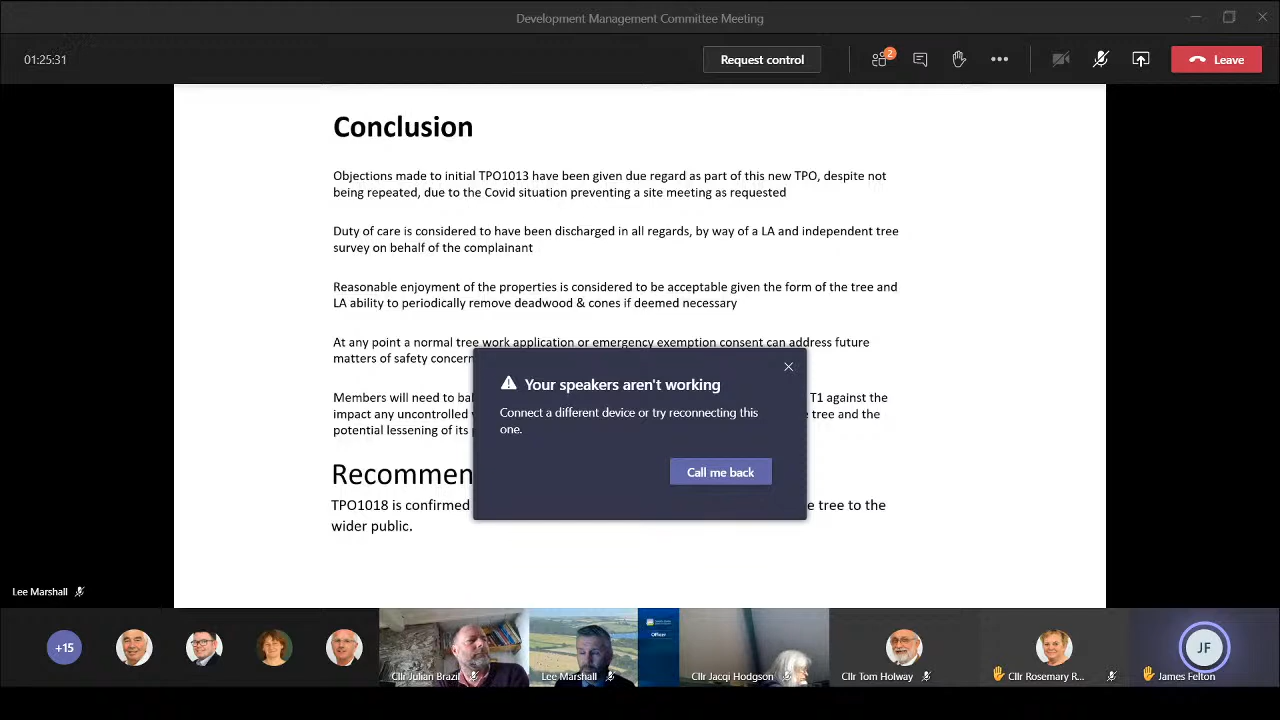 Development Management Committee Meeting
01:25:31
Request control
2
Leave
Conclusion
Objections made to initial TPO1013 have been given due regard as part of this new TPO, despite not
being repeated, due to the Covid situation preventing a site meeting as requested
Duty of care is considered to have been discharged in all regards, by way of a LA and independent tree
survey on behalf of the complainant
Reasonable enjoyment of the properties is considered to be acceptable given the form of the tree and
LA ability to periodically remove deadwood & cones if deemed necessary
At any point a normal tree work application or emergency exemption consent can address future
matters of safety concern
Members will need to T1 against the
impact any uncontrolled tree and the
potential lessening of its
Your speakers aren't working
Connect a different device or try reconnecting this
one.
Call me back
Recommen
TPO1018 is confirmed tree to the
wider public.
Lee Marshall
+15
Cllr Julian Brazil
Lee Marshall
Cllr Jacqi Hodgson
Cllr Tom Holway
Cllr Rosemary R...
JF
James Felton